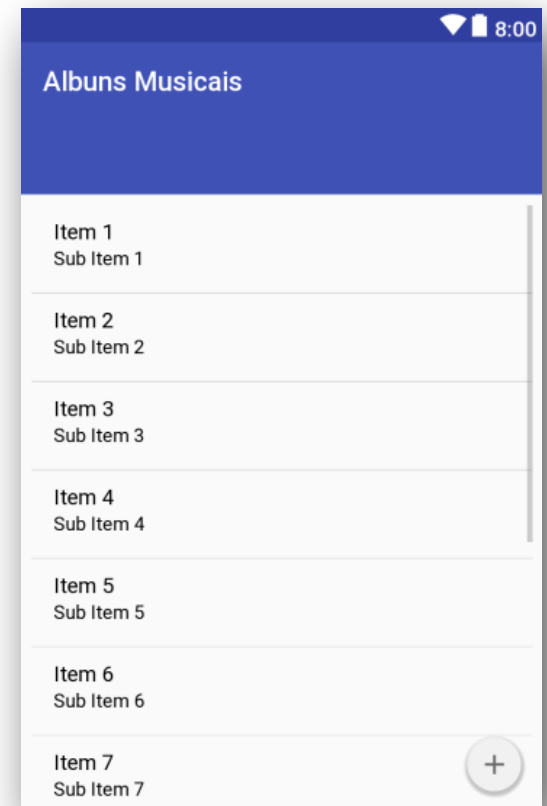 8:00
Albuns Musicais
Item 1
Sub Item 1
Item 2
Sub Item 2
Item 3
Sub Item 3
Item 4
Sub Item 4
Item 5
Sub Item 5
Item 6
Sub Item 6
Item 7
Sub Item 7
+